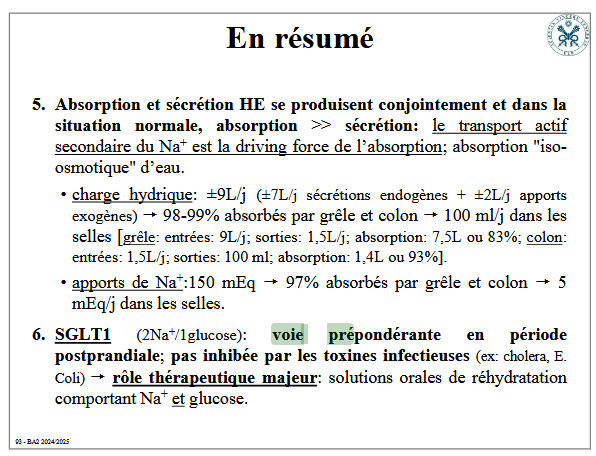 En résumé
5. Absorption et sécrétion HE se produisent conjointement et dans la
situation normale, absorption >> sécrétion: le transport actif
secondaire du Na⁺ est la driving force de l’absorption; absorption "iso-
osmotique" d’eau.
• charge hydrique: ±9L/j (±7L/j sécrétions endogènes + ±2L/j apports
exogènes) → 98-99% absorbés par grêle et colon → 100 ml/j dans les
selles [grêle: entrées: 9L/j; sorties: 1,5L/j; absorption: 7,5L ou 83%; colon:
entrées: 1,5L/j; sorties: 100 ml; absorption: 1,4L ou 93%].
• apports de Na⁺:150 mEq → 97% absorbés par grêle et colon → 5
mEq/j dans les selles.
6. SGLT1 (2Na⁺/1glucose): voie prépondérante en période
postprandiale; pas inhibée par les toxines infectieuses (ex: cholera, E.
Coli) → rôle thérapeutique majeur: solutions orales de réhydratation
comportant Na⁺ et glucose.
93 - BA2 2024/2025